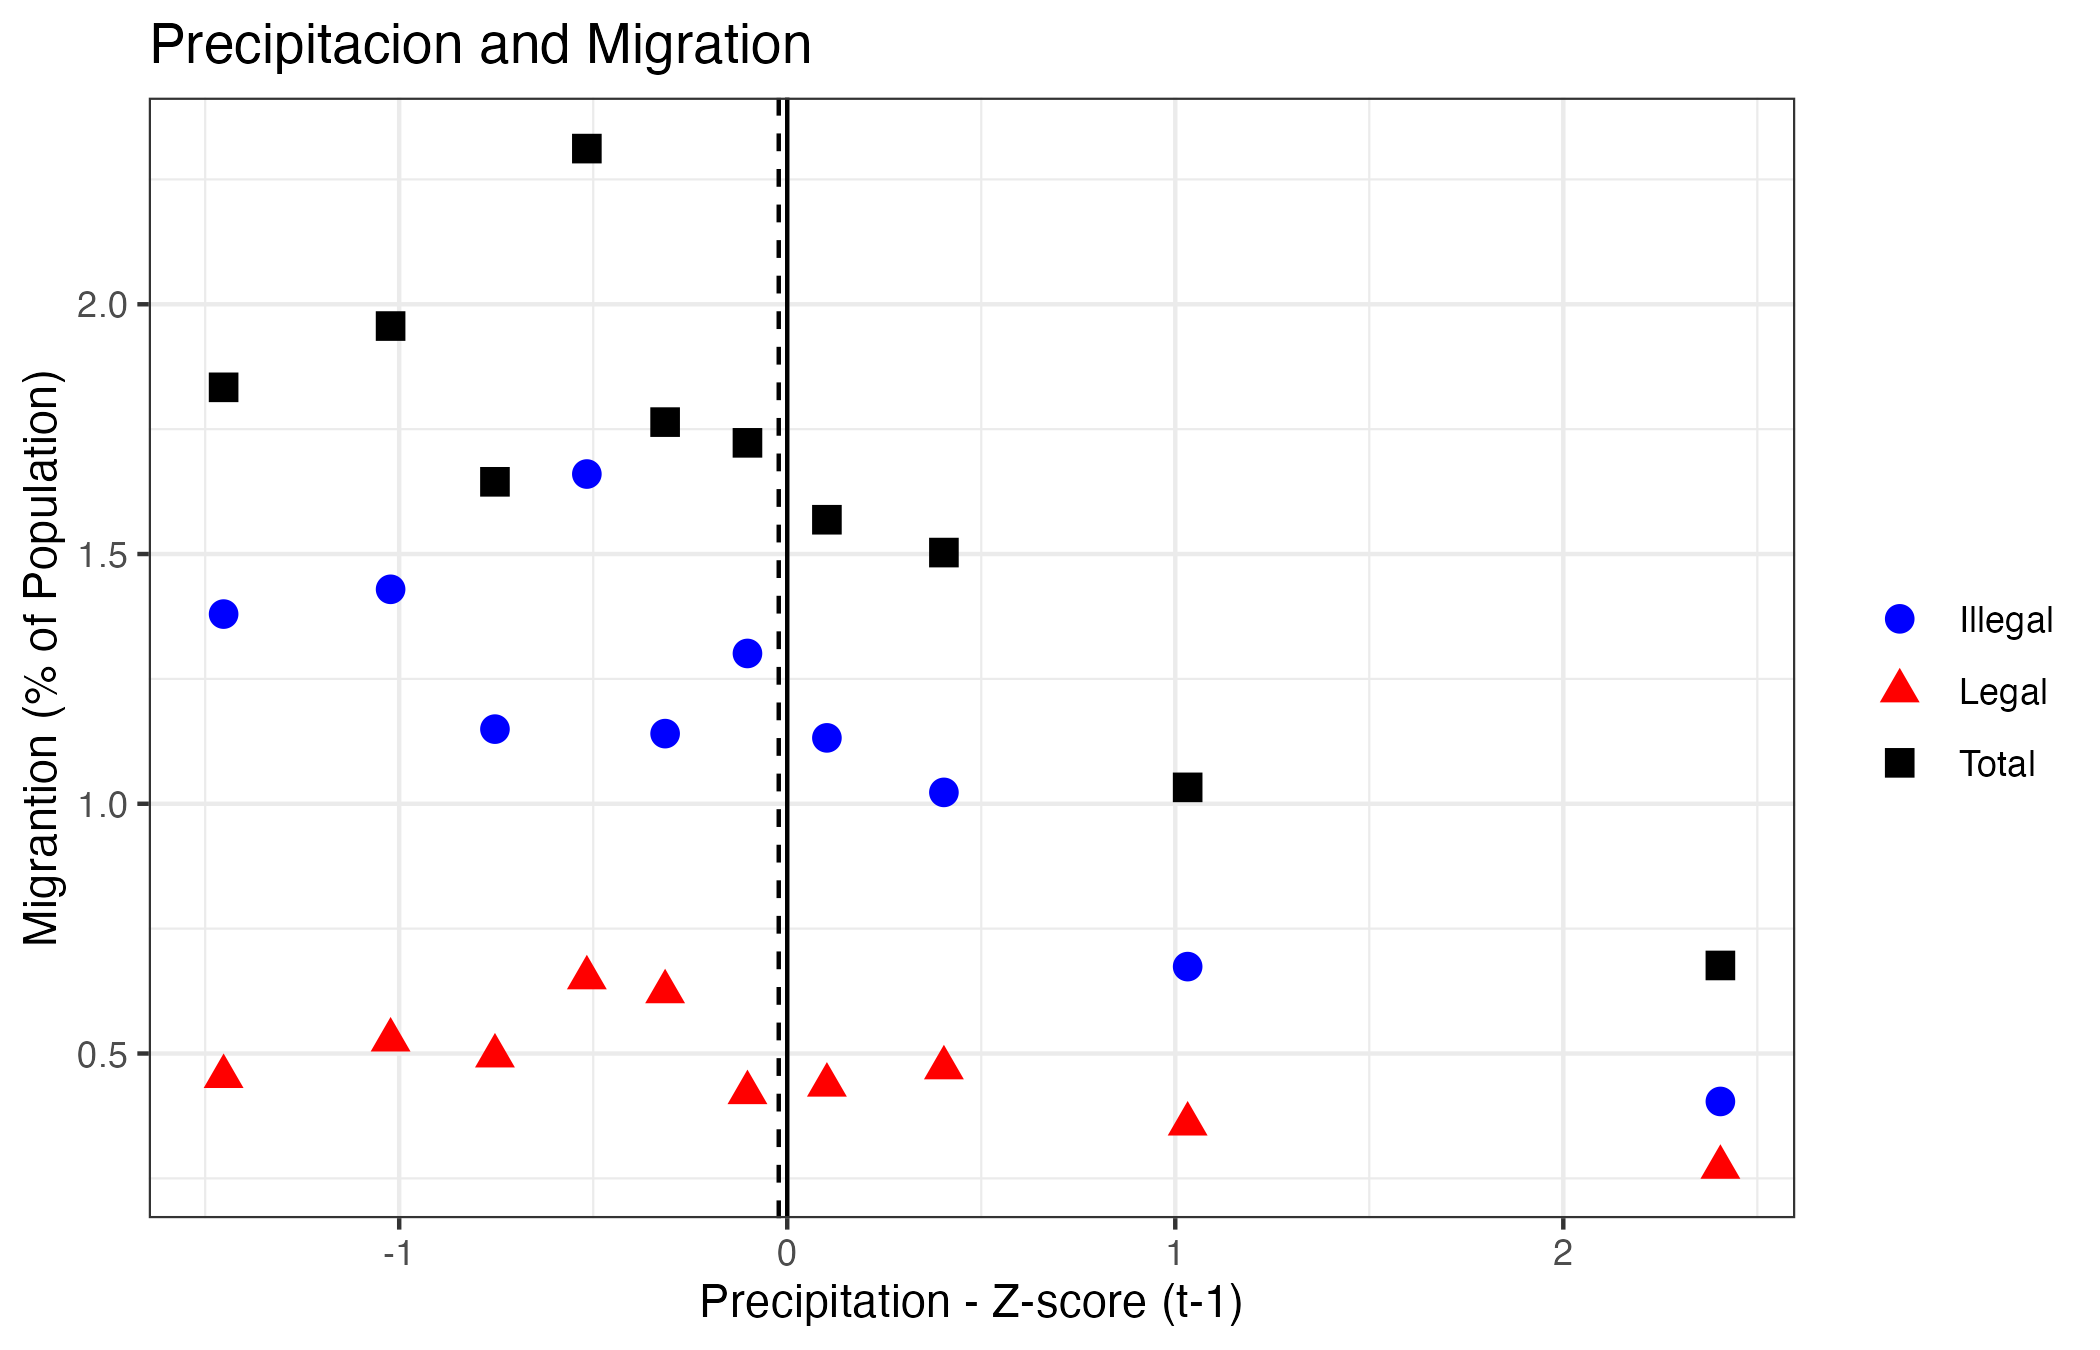 Precipitacion and Migration
Migrantion (% of Population)
2.0
1.5
1.0
0.5
-1
0
1
2
Precipitation - Z-score (t-1)
Illegal
Legal
Total